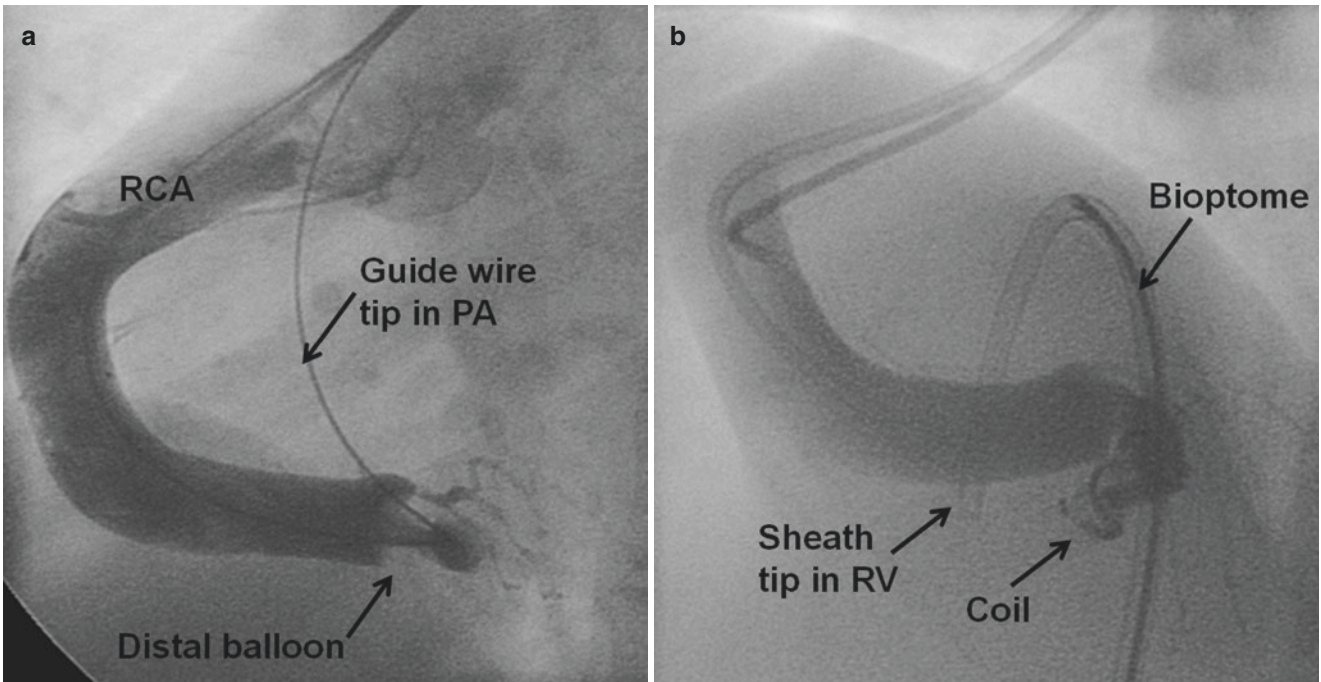 a
RCA
Guide wire
tip in PA
Distal balloon
b
Bioptome
Sheath
tip in RV
Coil